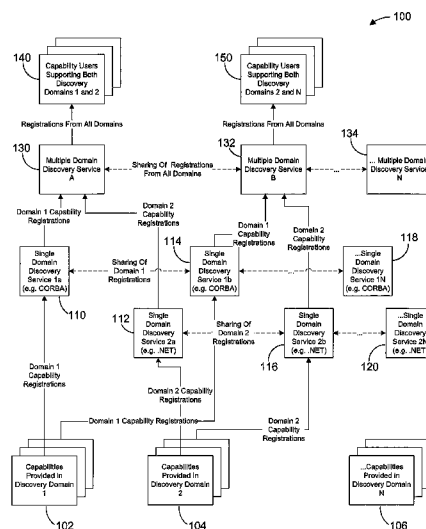 100
140
Capability Users
Supporting Both
Discovery
Domains 1 and 2
150
Capability Users
Supporting Both
Discovery
Domains 2 and N
Registrations From All Domains
Registrations From All Domains
130
Multiple Domain
Discovery Service
A
Sharing Of Registrations
From All Domains
132
Multiple Domain
Discovery Service
B
...
134
... Multiple Domain
Discovery Service
N
Domain 1 Capability
Registrations
Domain 2
Capability
Registrations
Domain 1
Capability
Registrations
Domain 2
Capability
Registrations
Single
Domain
Discovery
Service 1a
(e.g. CORBA)
110
Sharing Of
Domain 1
Registrations
114
Single
Domain
Discovery
Service 1b
(e.g. CORBA)
...
118
...Single
Domain
Discovery
Service 1N
(e.g. CORBA)
112
Single
Domain
Discovery
Service 2a
(e.g. .NET)
Sharing Of
Domain 2
Registrations
116
Single
Domain
Discovery
Service 2b
(e.g. .NET)
...
120
...Single
Domain
Discovery
Service 2N
(e.g. .NET)
Domain 1
Capability
Registrations
Domain 2 Capability
Registrations
Domain 1 Capability Registrations
Domain 2
Capability
Registrations
Capabilities
Provided in
Discovery Domain
1
102
Capabilities
Provided in
Discovery Domain
2
104
...Capabilities
Provided in
Discovery Domain
N
106